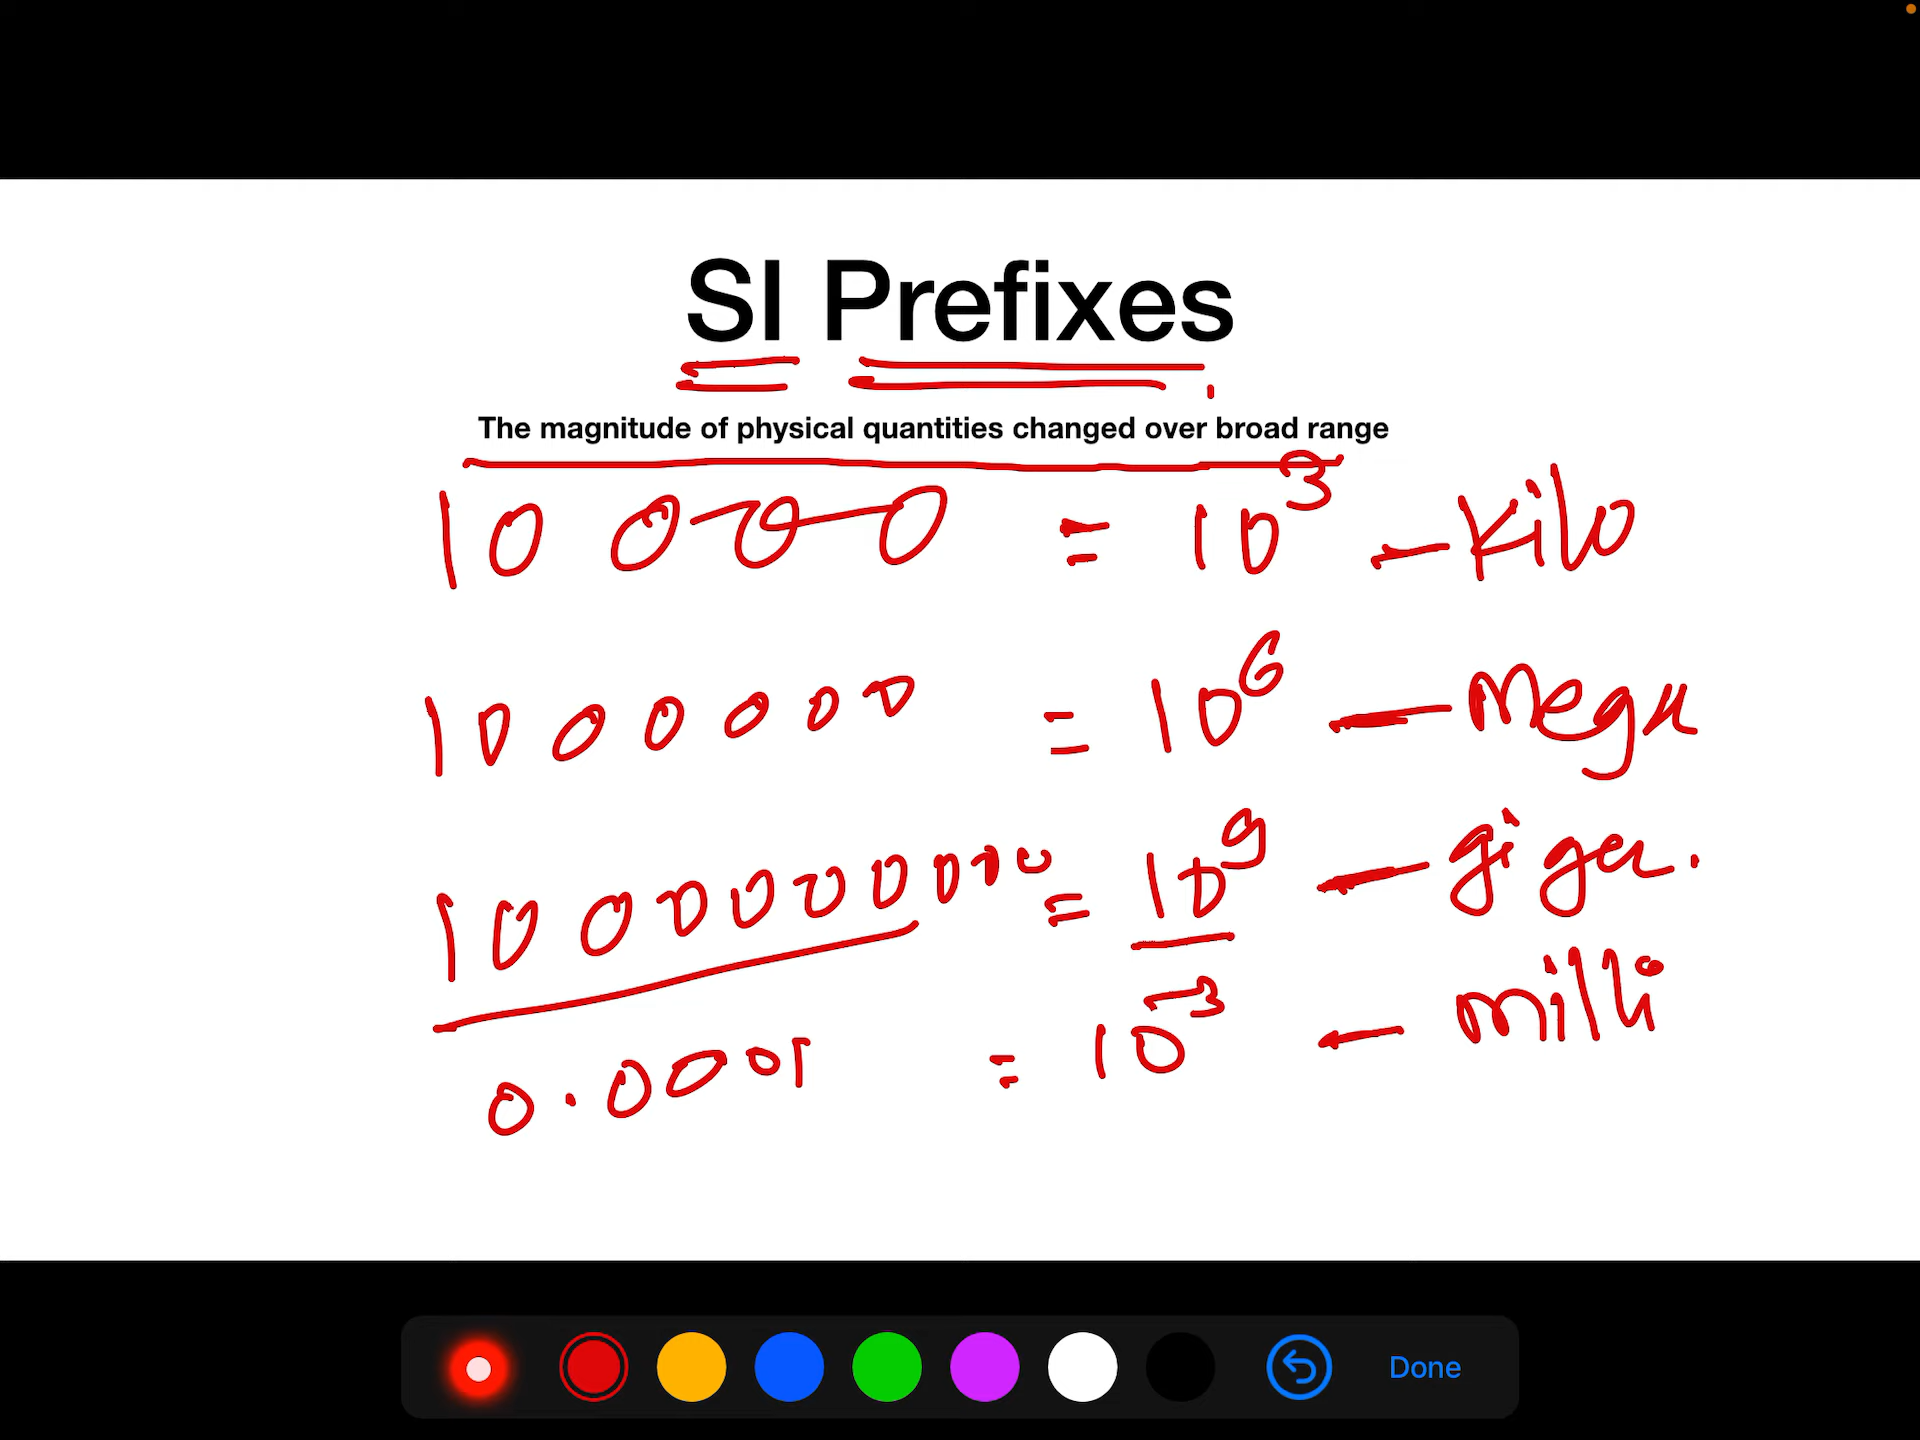 SI Prefixes
The magnitude of physical quantities changed over broad range
10 000 = 10³ – Kilo
1000000 = 10⁶ – Mega
1000000000 = 10⁹ – giga.
0.0001 = 10⁻³ – milli
Done